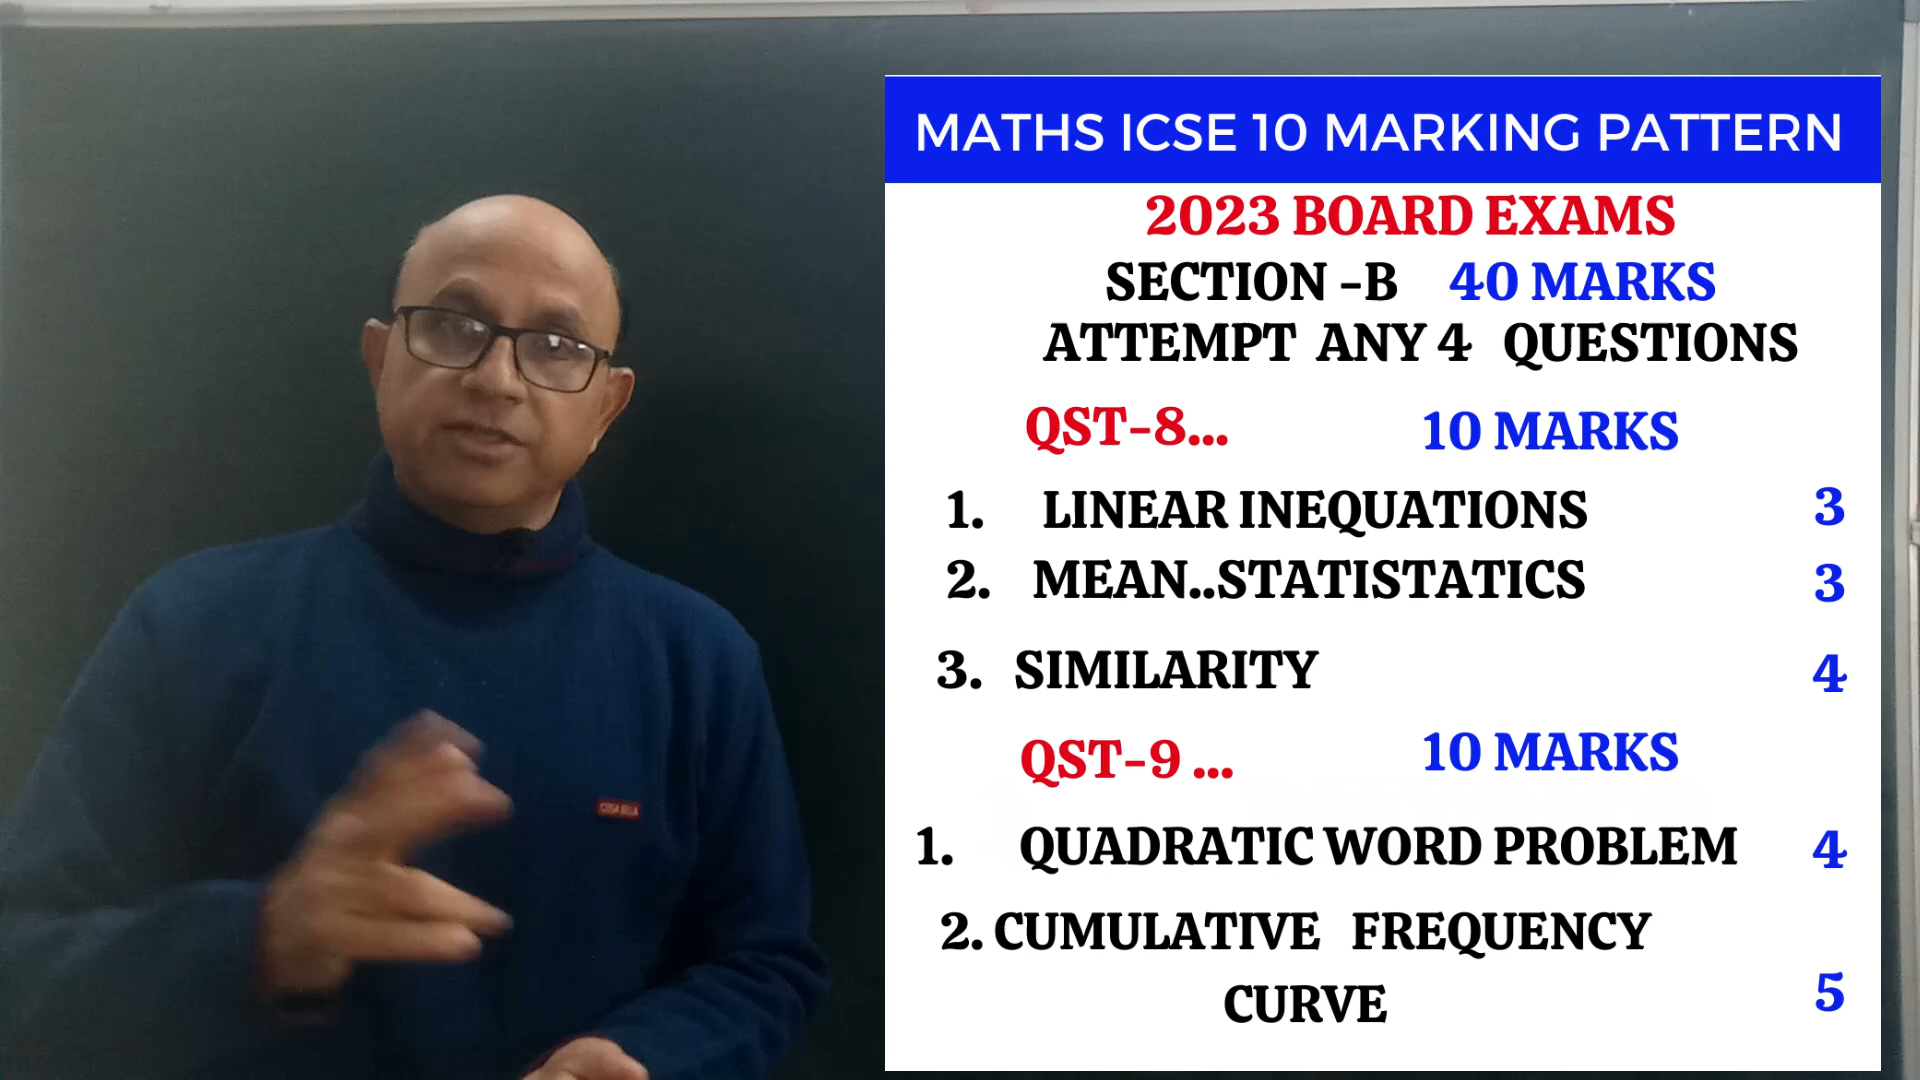 MATHS ICSE 10 MARKING PATTERN
2023 BOARD EXAMS
SECTION -B 40 MARKS
ATTEMPT ANY 4 QUESTIONS
QST-8... 10 MARKS
1. LINEAR INEQUATIONS 3
2. MEAN..STATISTATICS 3
3. SIMILARITY 4
QST-9 ... 10 MARKS
1. QUADRATIC WORD PROBLEM 4
2. CUMULATIVE FREQUENCY
CURVE 5
COSA BELLA